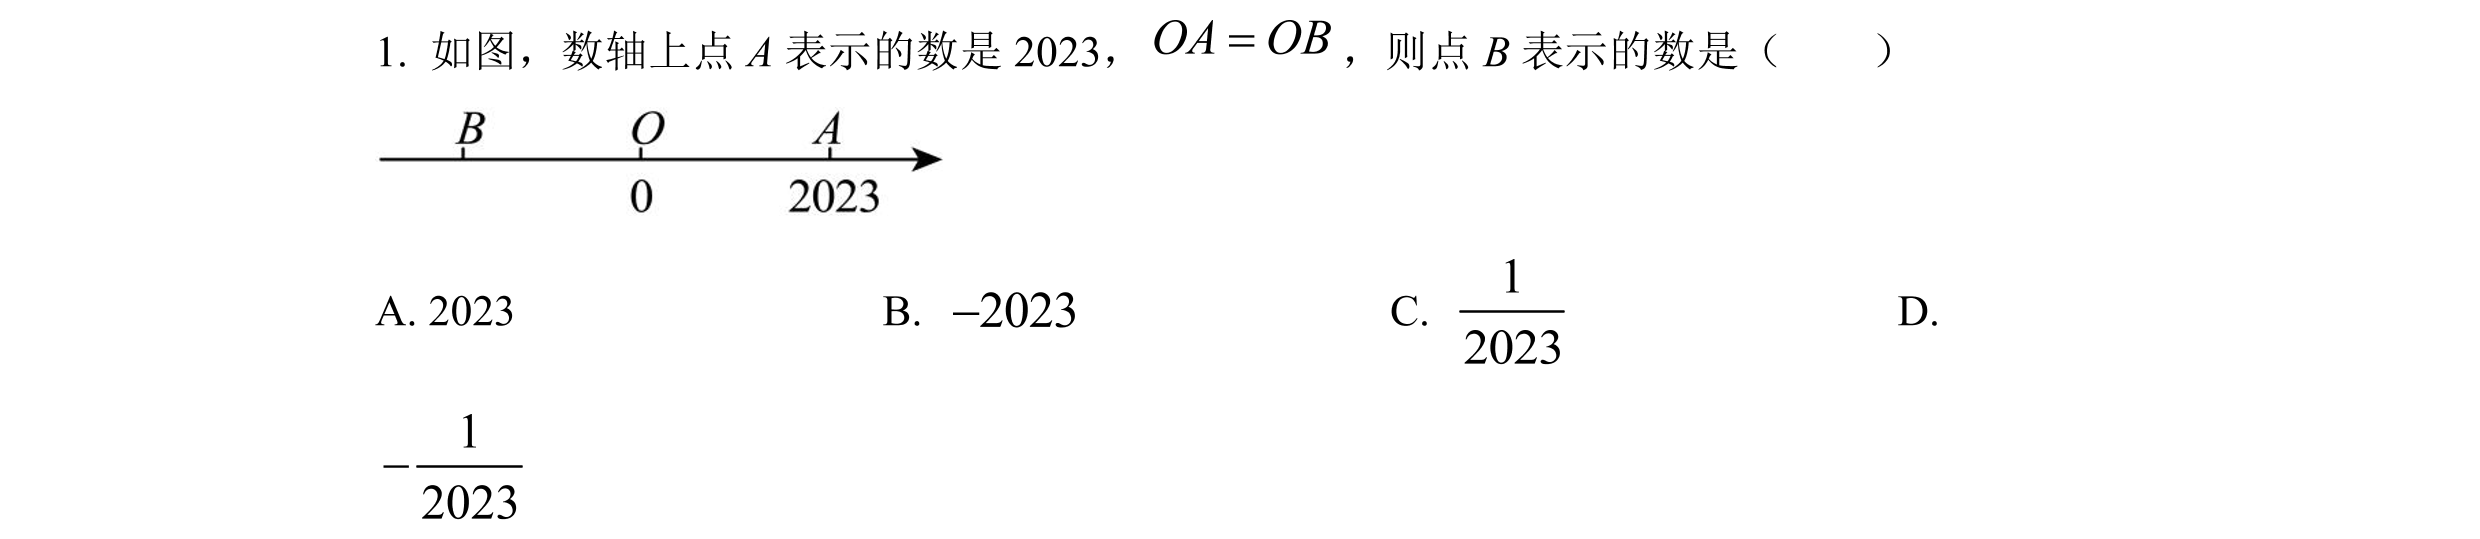 1. 如图，数轴上点 A 表示的数是 2023，OA = OB，则点 B 表示的数是（　　）
B O A
0 2023
A. 2023 B. −2023 C. 1/2023 D.
−1/2023